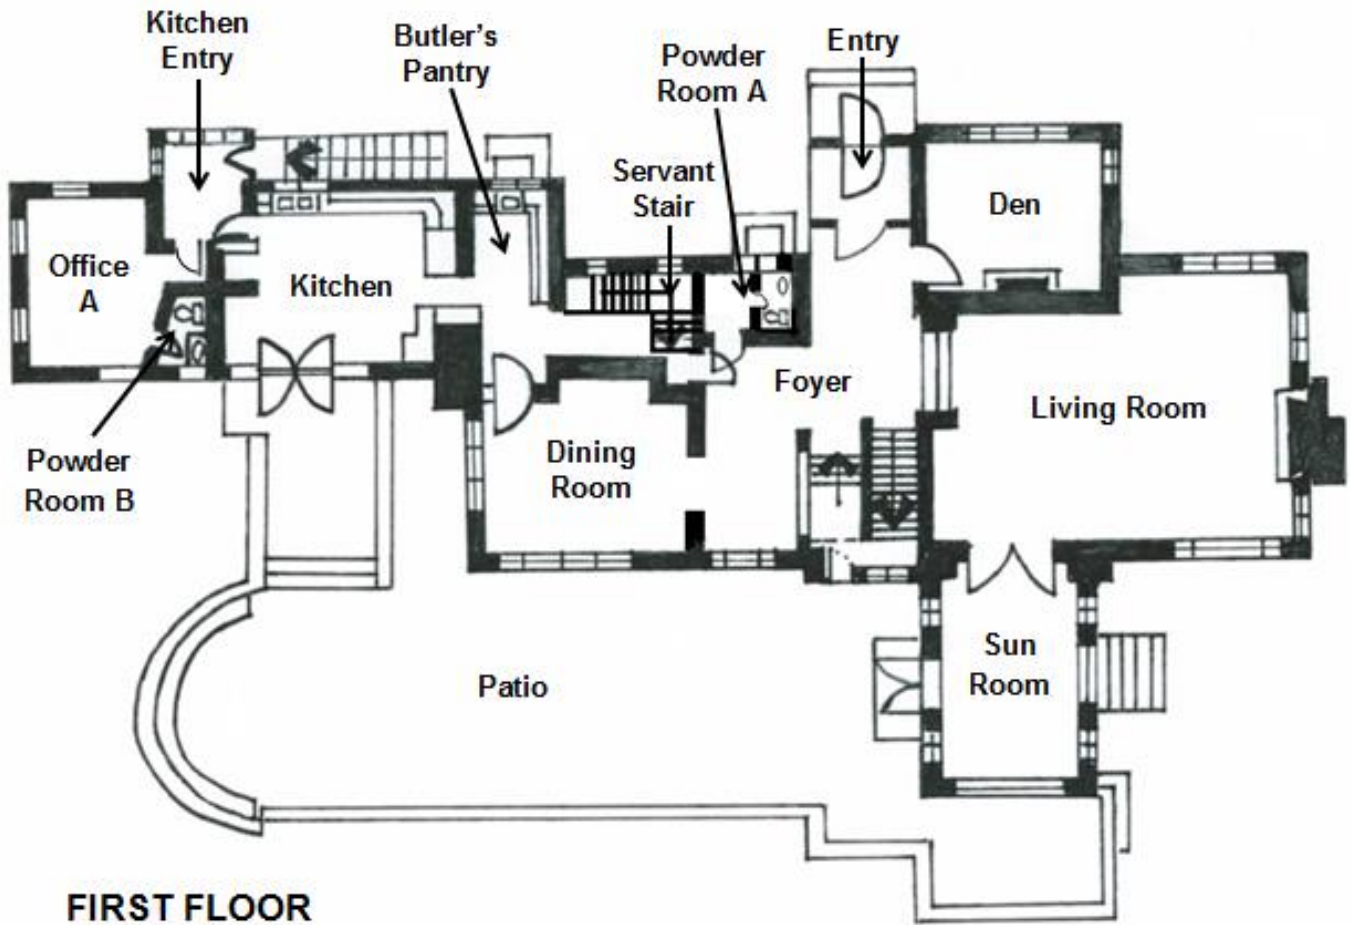 Kitchen
Entry
Butler's
Pantry
Powder
Room A
Entry
Servant
Stair
Den
Office
A
Kitchen
Foyer
Living Room
Dining
Room
Powder
Room B
Sun
Room
Patio
FIRST FLOOR